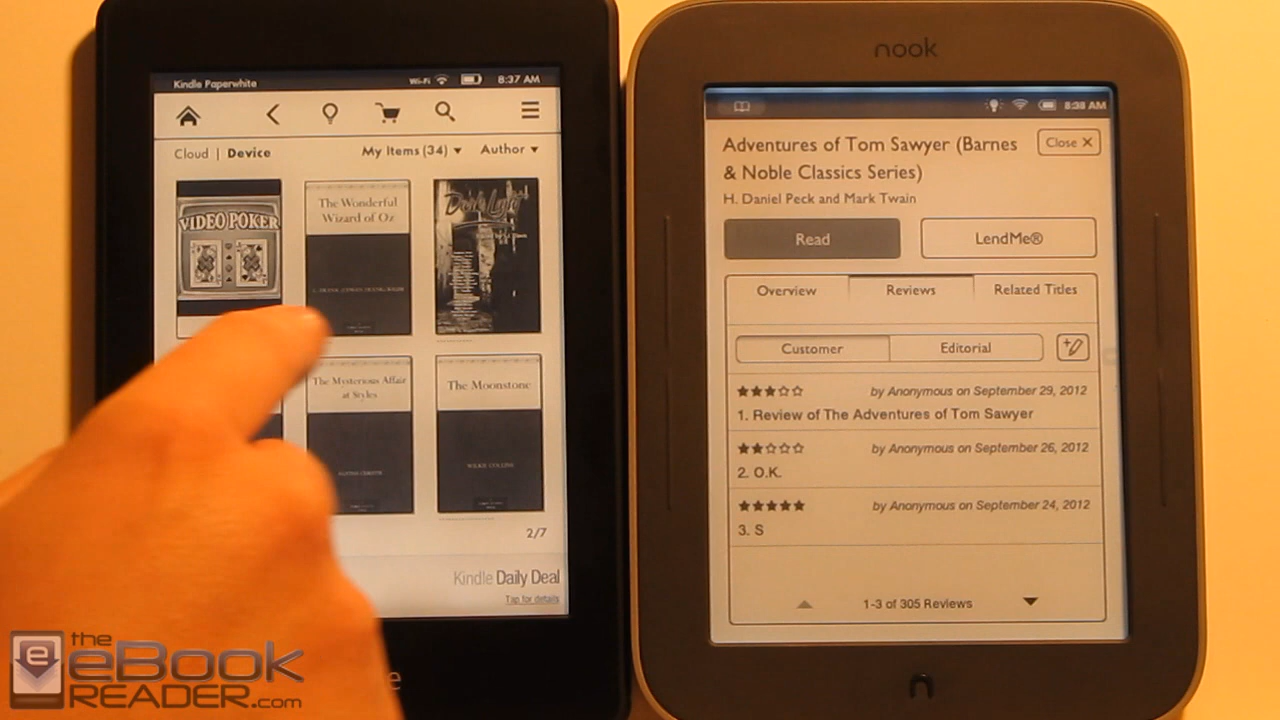 Kindle Paperwhite
Wi-Fi
8:37 AM
Cloud | Device
My Items (34)
Author
VIDEO POKER
The Wonderful
Wizard of Oz
The Mysterious Affair
at Styles
AGATHA CHRISTIE
The Moonstone
WILKIE COLLINS
2/7
Kindle Daily Deal
Tap for details
the
eBook
READER.com
nook
8:38 AM
Adventures of Tom Sawyer (Barnes
& Noble Classics Series)
Close X
H. Daniel Peck and Mark Twain
Read
LendMe®
Overview
Reviews
Related Titles
Customer
Editorial
by Anonymous on September 29, 2012
1. Review of The Adventures of Tom Sawyer
by Anonymous on September 26, 2012
2. O.K.
by Anonymous on September 24, 2012
3. S
1-3 of 305 Reviews
n